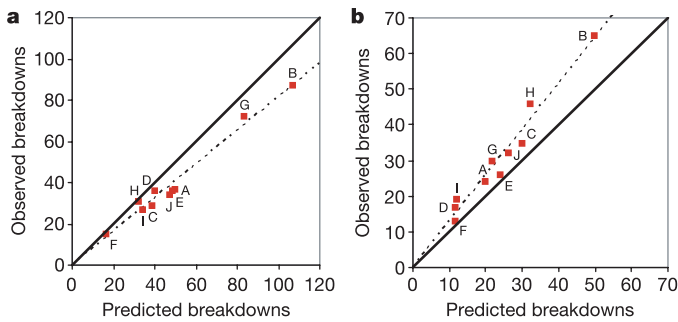 a
Observed breakdowns
120
100
80
60
40
20
0
B
G
D
H
A
E
J
C
I
F
0 20 40 60 80 100 120
Predicted breakdowns
b
Observed breakdowns
70
60
50
40
30
20
10
0
B
H
C
G
J
A
E
I
D
F
0 10 20 30 40 50 60 70
Predicted breakdowns